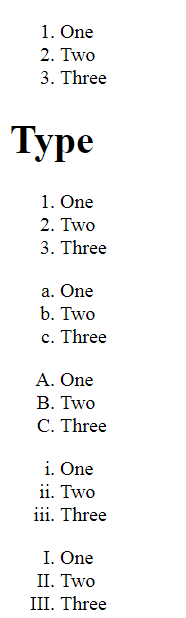 1. One
2. Two
3. Three
Type
1. One
2. Two
3. Three
a. One
b. Two
c. Three
A. One
B. Two
C. Three
i. One
ii. Two
iii. Three
I. One
II. Two
III. Three